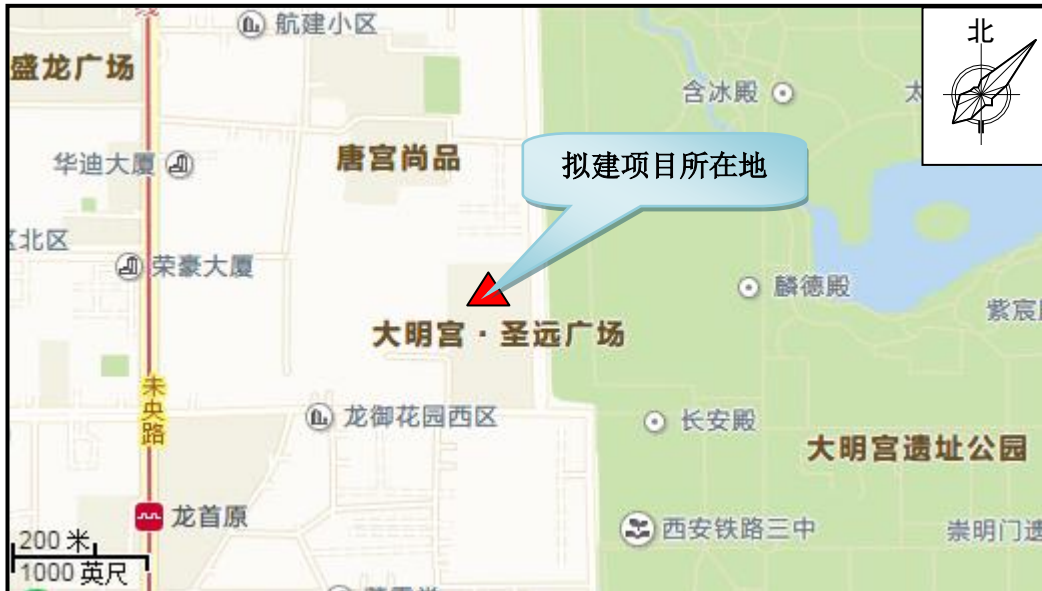 航建小区
北
盛龙广场
含冰殿
太
华迪大厦
唐宫尚品
拟建项目所在地
区北区
荣豪大厦
麟德殿
紫宸
大明宫·圣远广场
未央路
龙御花园西区
长安殿
大明宫遗址公园
龙首原
西安铁路三中
崇明门遗
200 米
1000 英尺